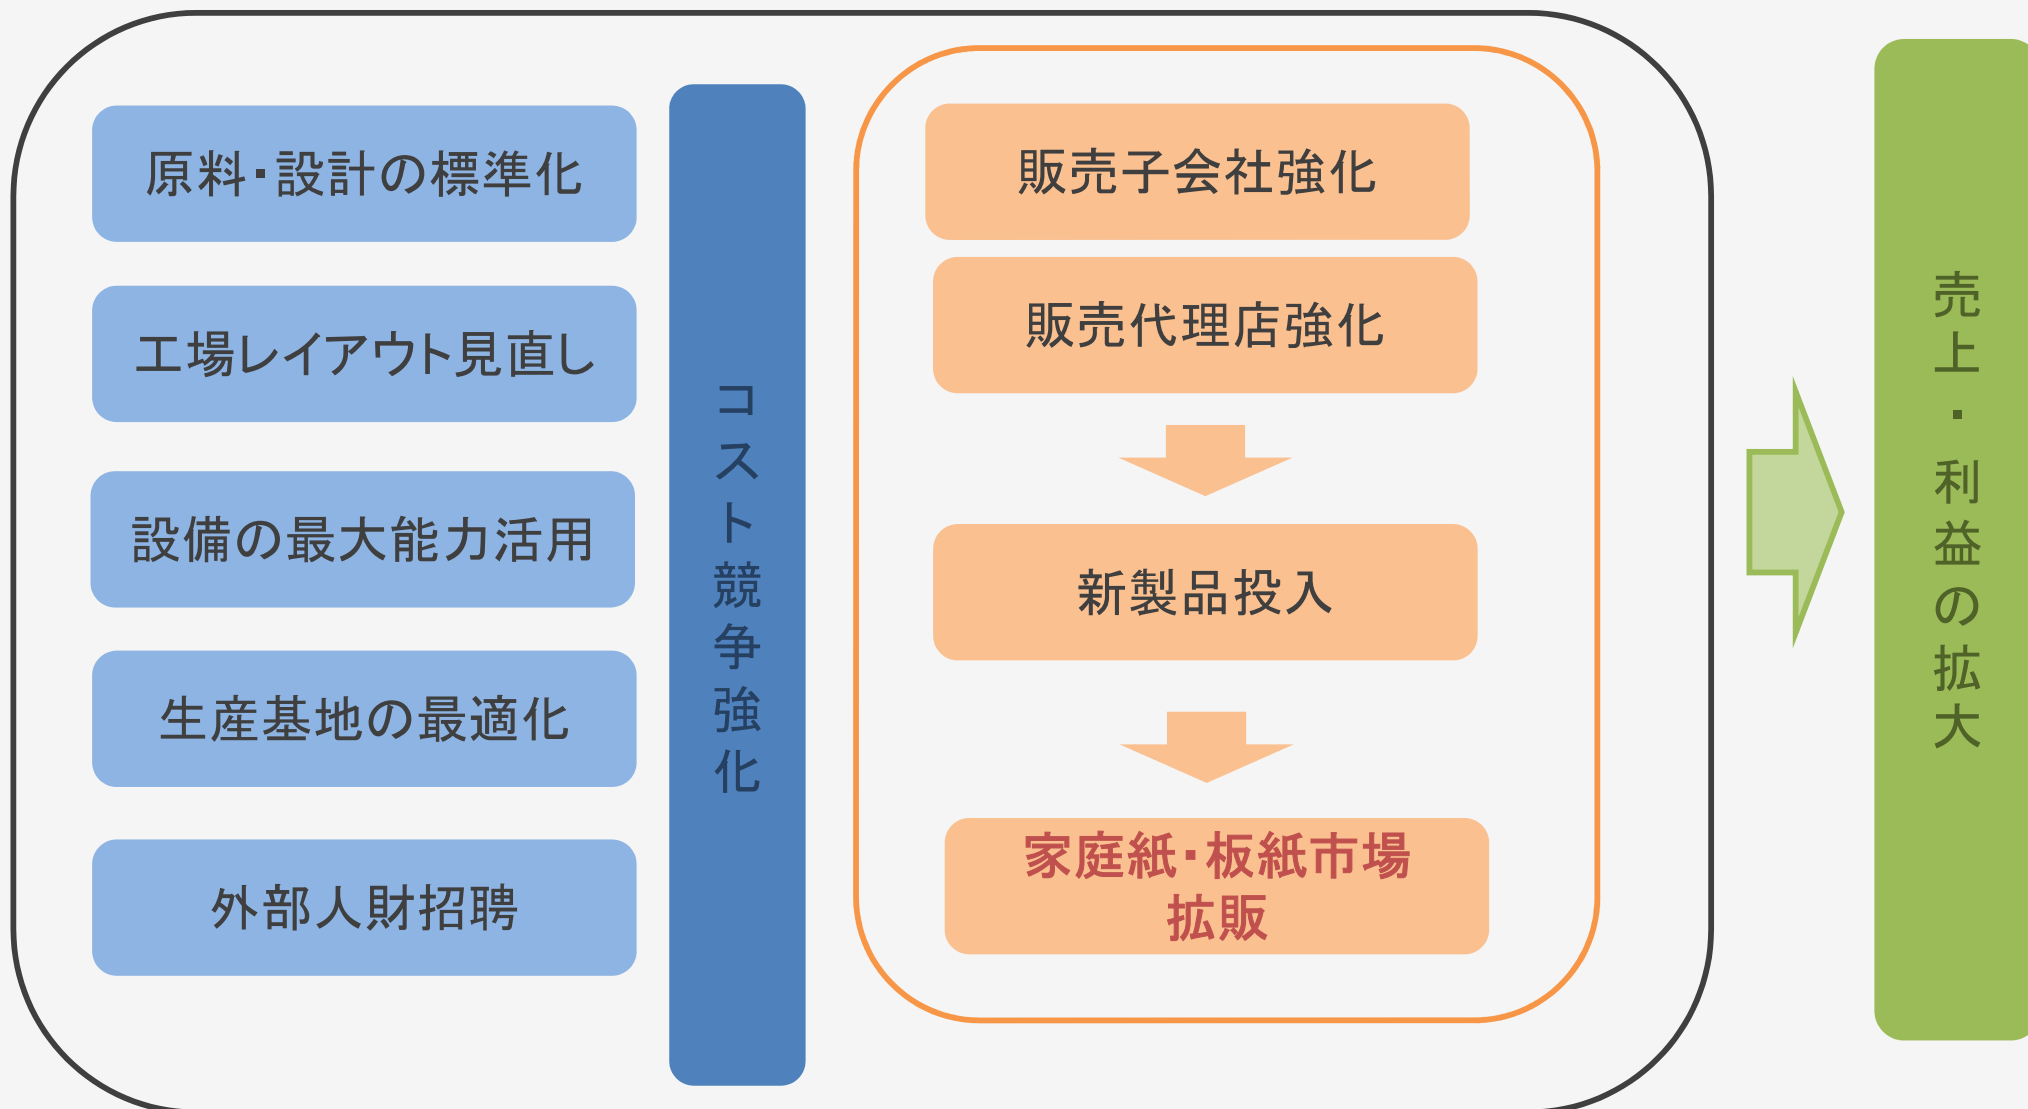 原料・設計の標準化
工場レイアウト見直し
設備の最大能力活用
生産基地の最適化
外部人財招聘
コスト競争強化
販売子会社強化
販売代理店強化
新製品投入
家庭紙・板紙市場
拡販
売上・利益の拡大